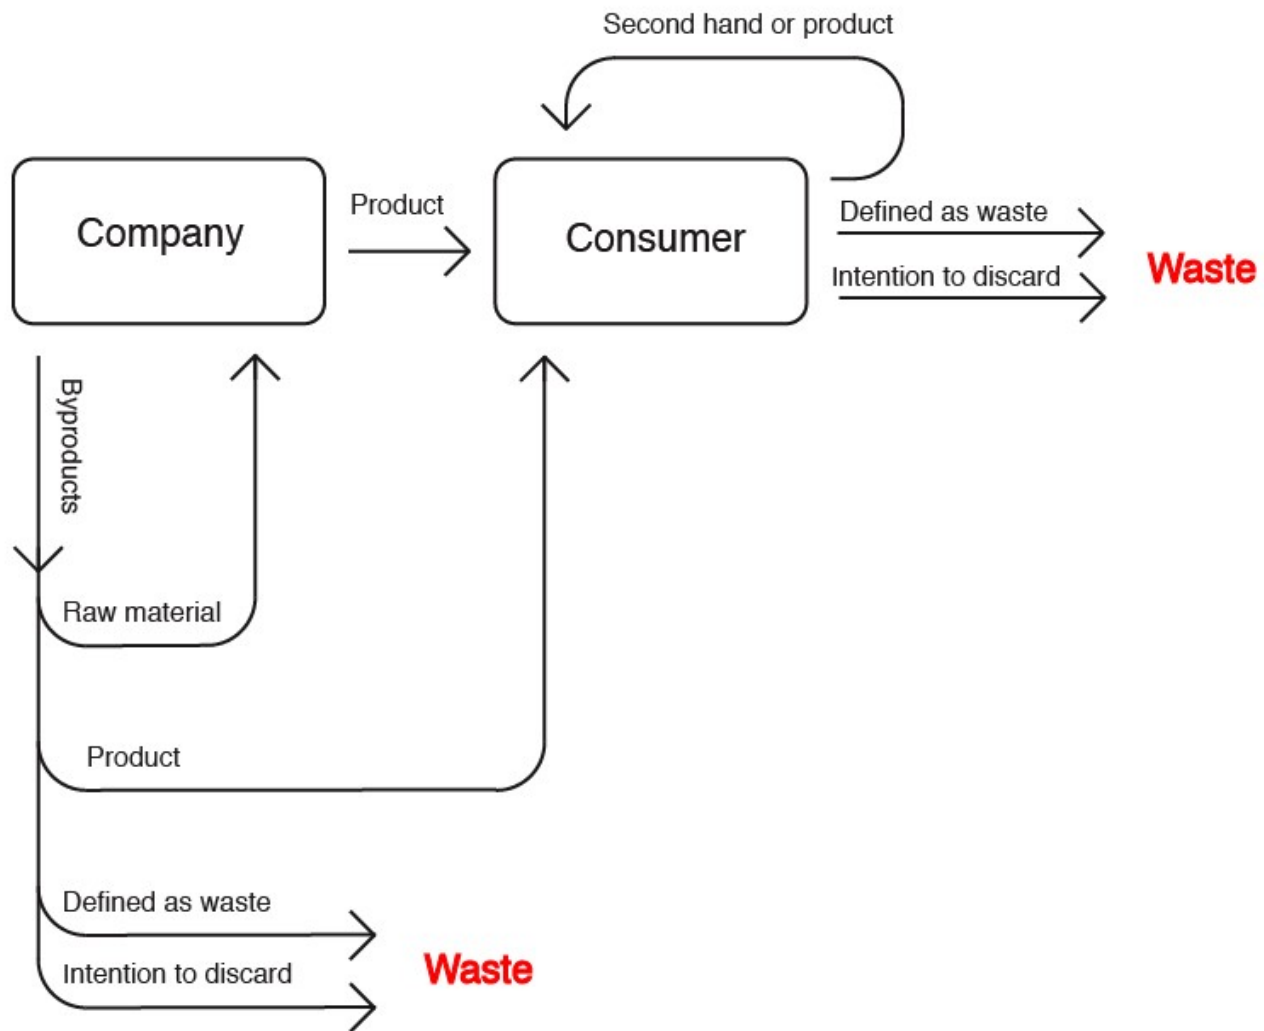 Second hand or product
Company
Product
Consumer
Defined as waste
Intention to discard
Waste
Byproducts
Raw material
Product
Defined as waste
Intention to discard
Waste